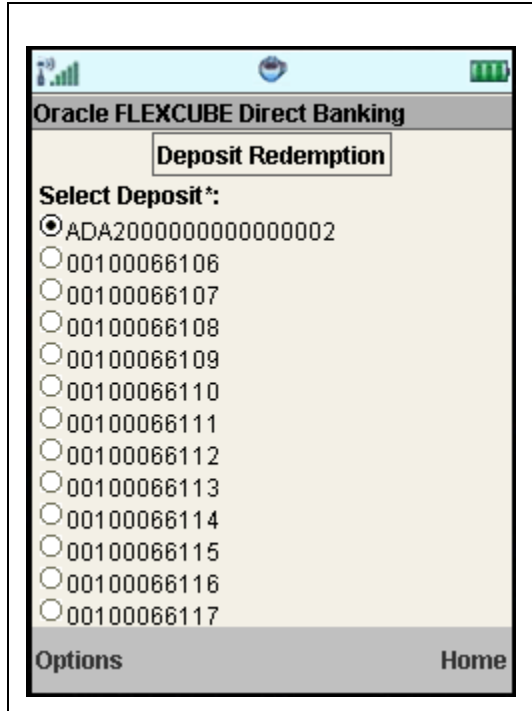 Oracle FLEXCUBE Direct Banking
Deposit Redemption
Select Deposit*:
ADA2000000000000002
00100066106
00100066107
00100066108
00100066109
00100066110
00100066111
00100066112
00100066113
00100066114
00100066115
00100066116
00100066117
Options Home